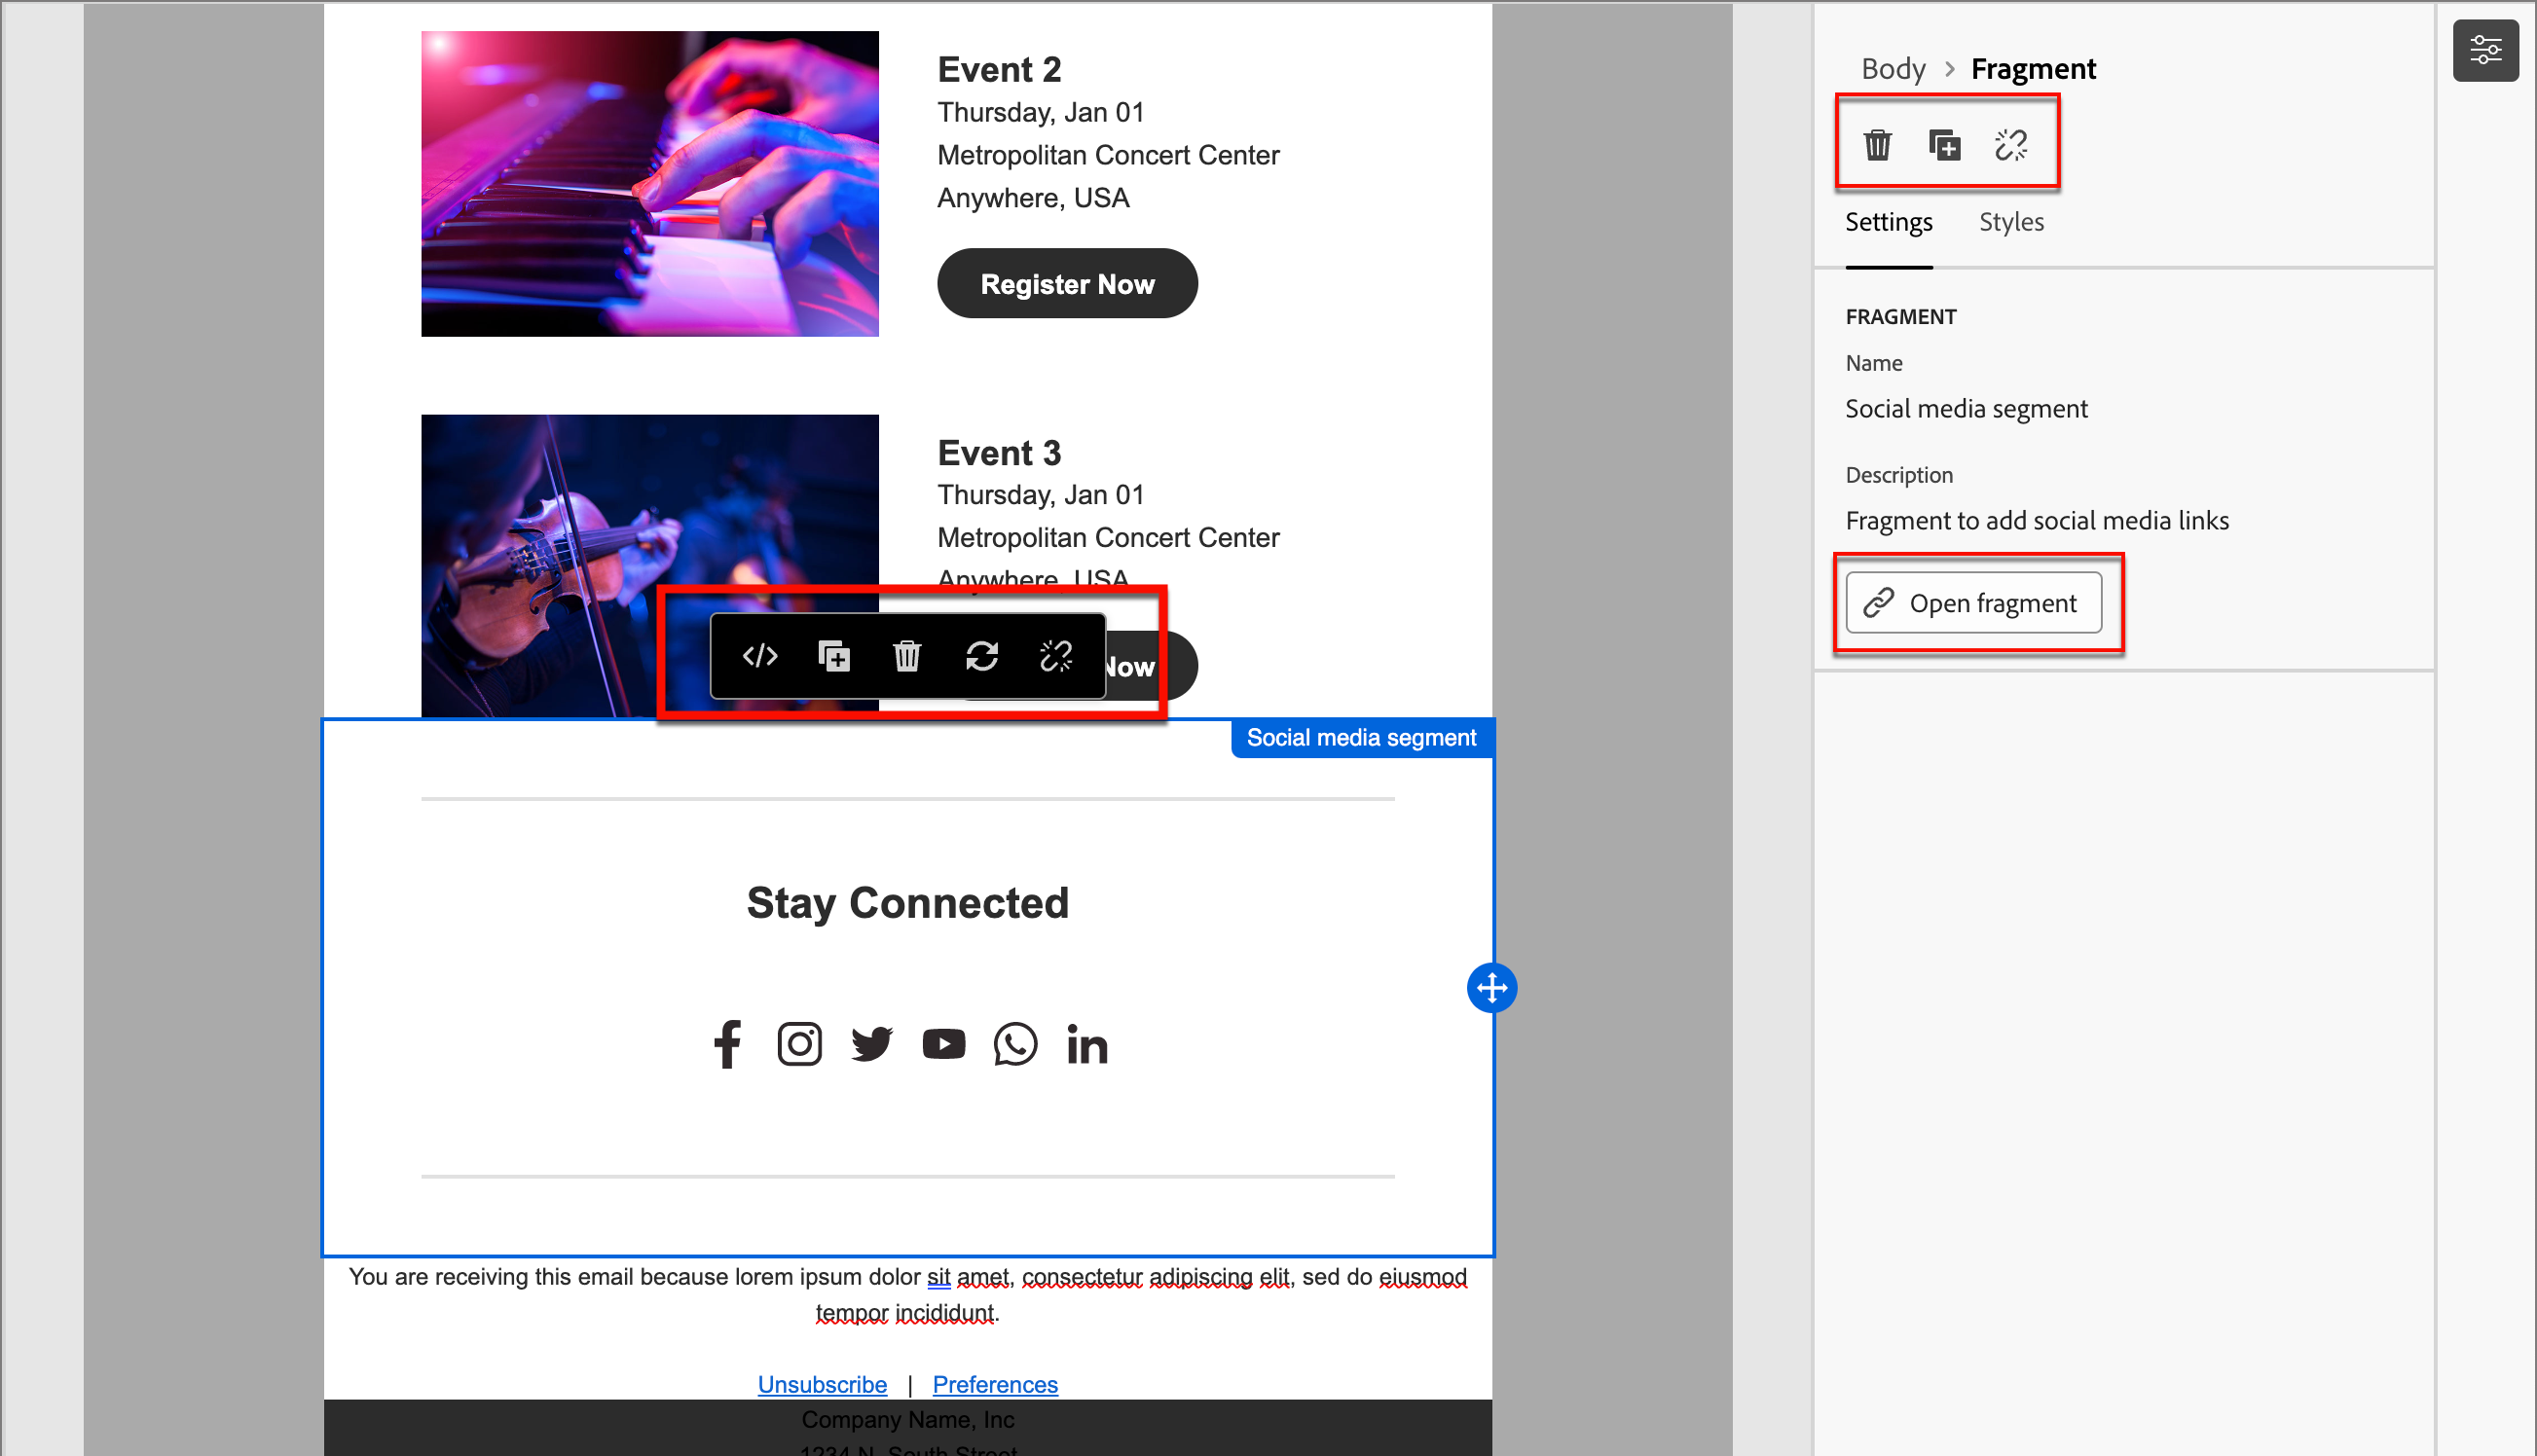 Event 2
Thursday, Jan 01
Metropolitan Concert Center
Anywhere, USA
Register Now
Event 3
Thursday, Jan 01
Metropolitan Concert Center
Anywhere, USA
Now
Social media segment
Stay Connected
You are receiving this email because lorem ipsum dolor sit amet, consectetur adipiscing elit, sed do eiusmod
tempor incididunt.
Unsubscribe | Preferences
Company Name, Inc
1234 N. South Street
Body > Fragment
Settings Styles
FRAGMENT
Name
Social media segment
Description
Fragment to add social media links
Open fragment